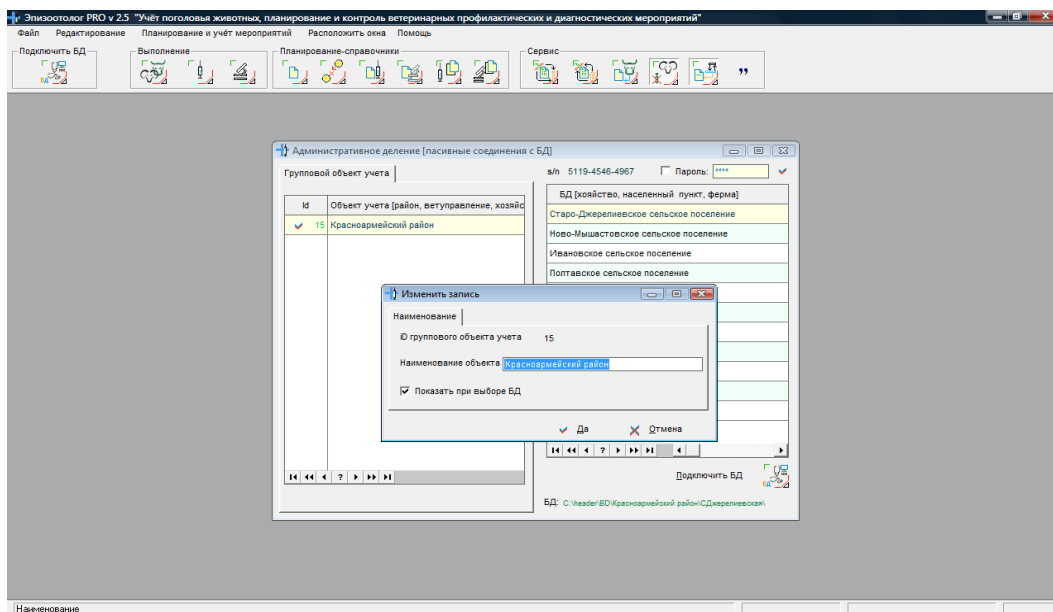 Эпизоотолог PRO v 2.5 "Учёт поголовья животных, планирование и контроль ветеринарных профилактических и диагностических мероприятий"
Файл Редактирование Планирование и учёт мероприятий Расположить окна Помощь
Подключить БД Выполнение Планирование-справочники Сервис
БД
Административное деление [пасивные соединения с БД]
Групповой объект учета
s/n 5119-4546-4967 Пароль: ****
Id Объект учета [район, ветуправление, хозяйс
15 Красноармейский район
БД [хояйство, населенный пункт, ферма]
Старо-Джерелиевское сельское поселение
Ново-Мышастовское сельское поселение
Ивановское сельское поселение
Полтавское сельское поселение
Изменить запись
Наименование
iD группового объекта учета 15
Наименование объекта Красноармейский район
Показать при выборе БД
Да Отмена
Подключить БД
БД
БД: C:\header\BD\Красноармейский район\СДжерелиевская\
Наименование